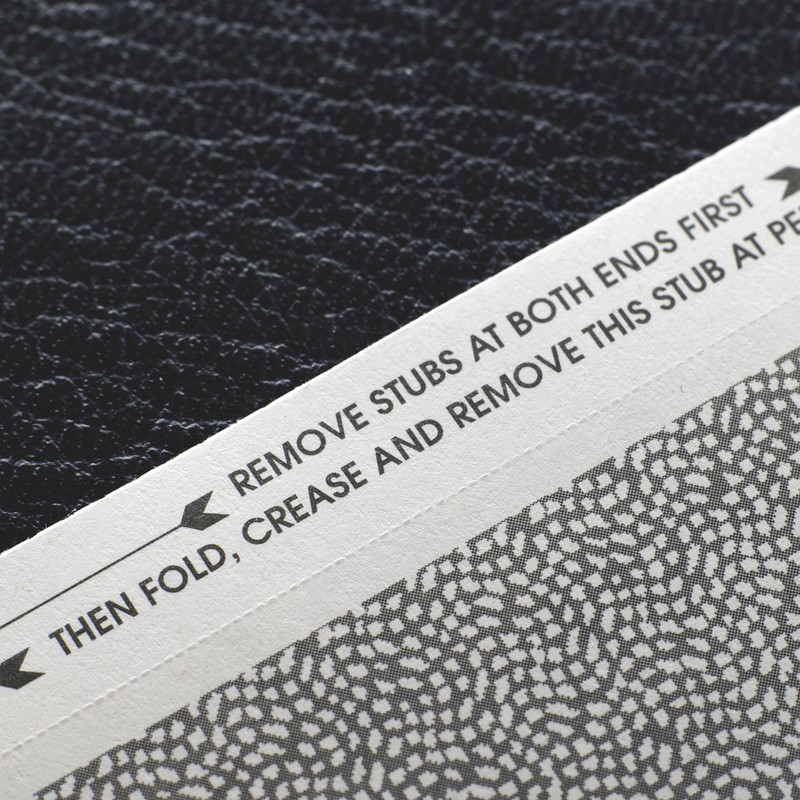 REMOVE STUBS AT BOTH ENDS FIRST
THEN FOLD, CREASE AND REMOVE THIS STUB AT